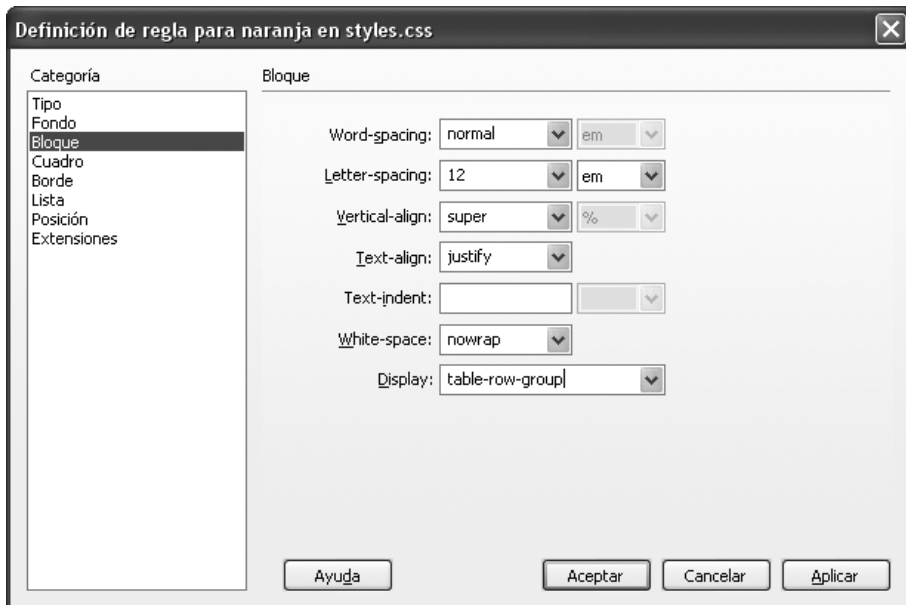 Definición de regla para naranja en styles.css
Categoría
Tipo
Fondo
Bloque
Cuadro
Borde
Lista
Posición
Extensiones
Bloque
Word-spacing: normal em
Letter-spacing: 12 em
Vertical-align: super %
Text-align: justify
Text-indent:
White-space: nowrap
Display: table-row-group
Ayuda Aceptar Cancelar Aplicar